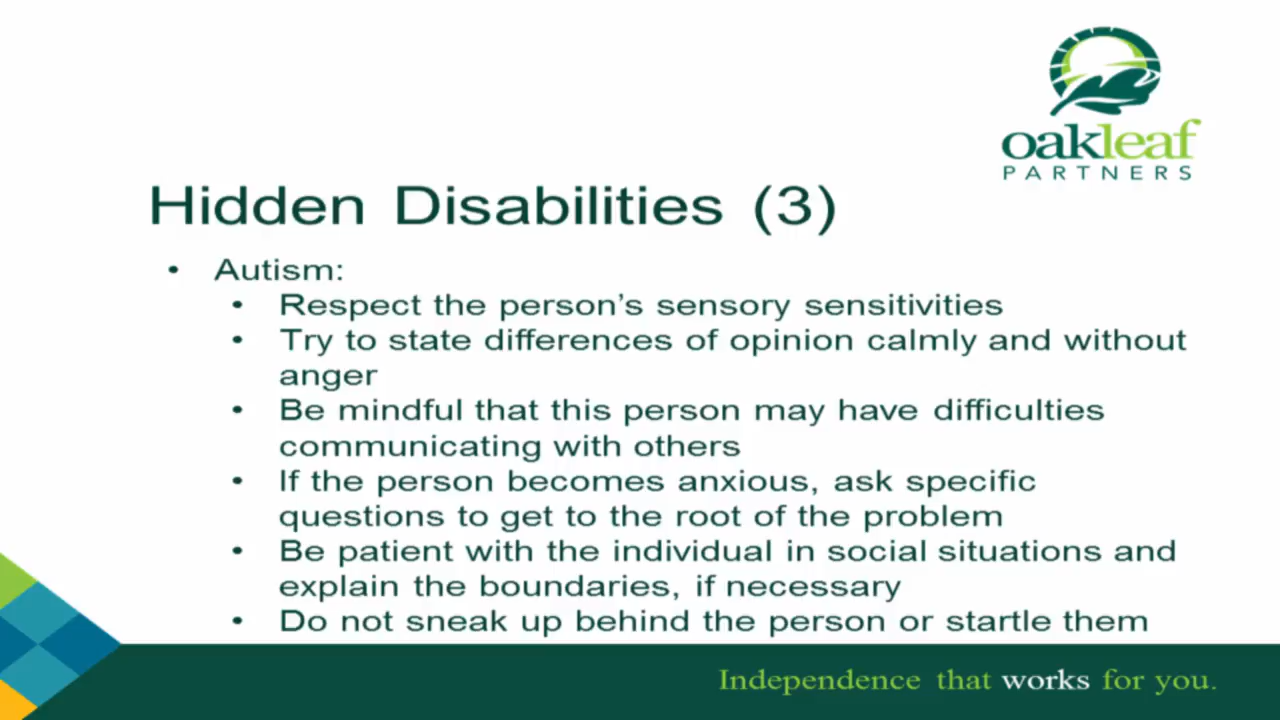 oakleaf
PARTNERS
Hidden Disabilities (3)
• Autism:
• Respect the person’s sensory sensitivities
• Try to state differences of opinion calmly and without
anger
• Be mindful that this person may have difficulties
communicating with others
• If the person becomes anxious, ask specific
questions to get to the root of the problem
• Be patient with the individual in social situations and
explain the boundaries, if necessary
• Do not sneak up behind the person or startle them
Independence that works for you.